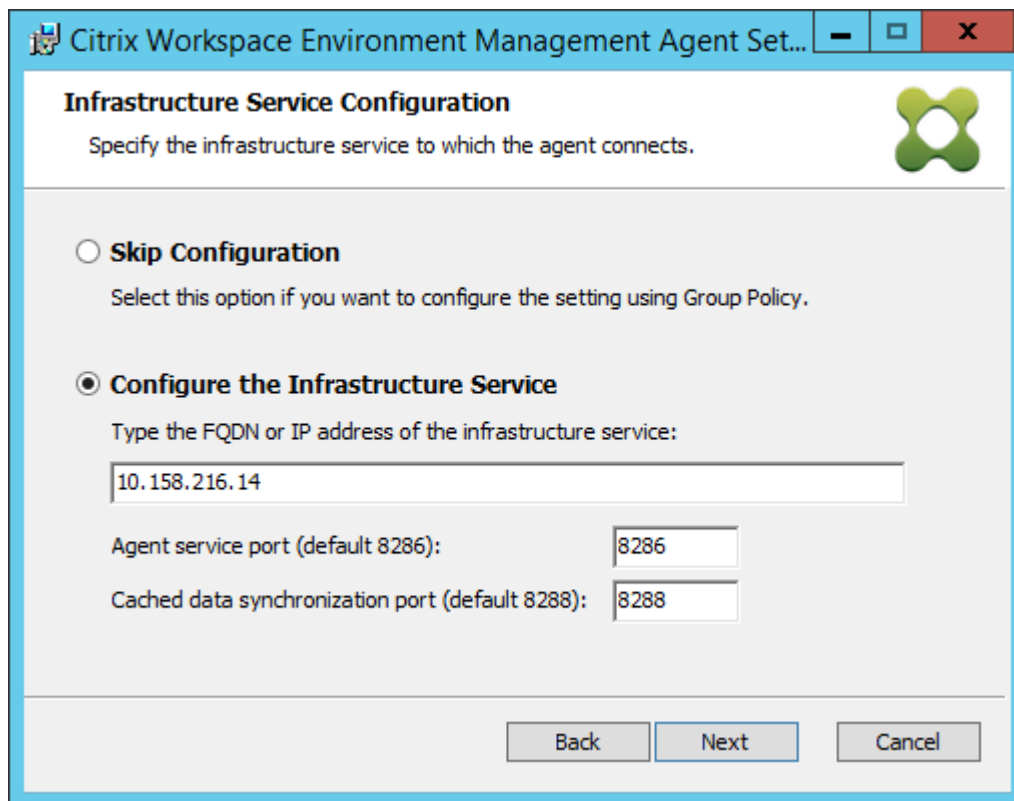 Citrix Workspace Environment Management Agent Set...
Infrastructure Service Configuration
Specify the infrastructure service to which the agent connects.
Skip Configuration
Select this option if you want to configure the setting using Group Policy.
Configure the Infrastructure Service
Type the FQDN or IP address of the infrastructure service:
10.158.216.14
Agent service port (default 8286): 8286
Cached data synchronization port (default 8288): 8288
Back Next Cancel